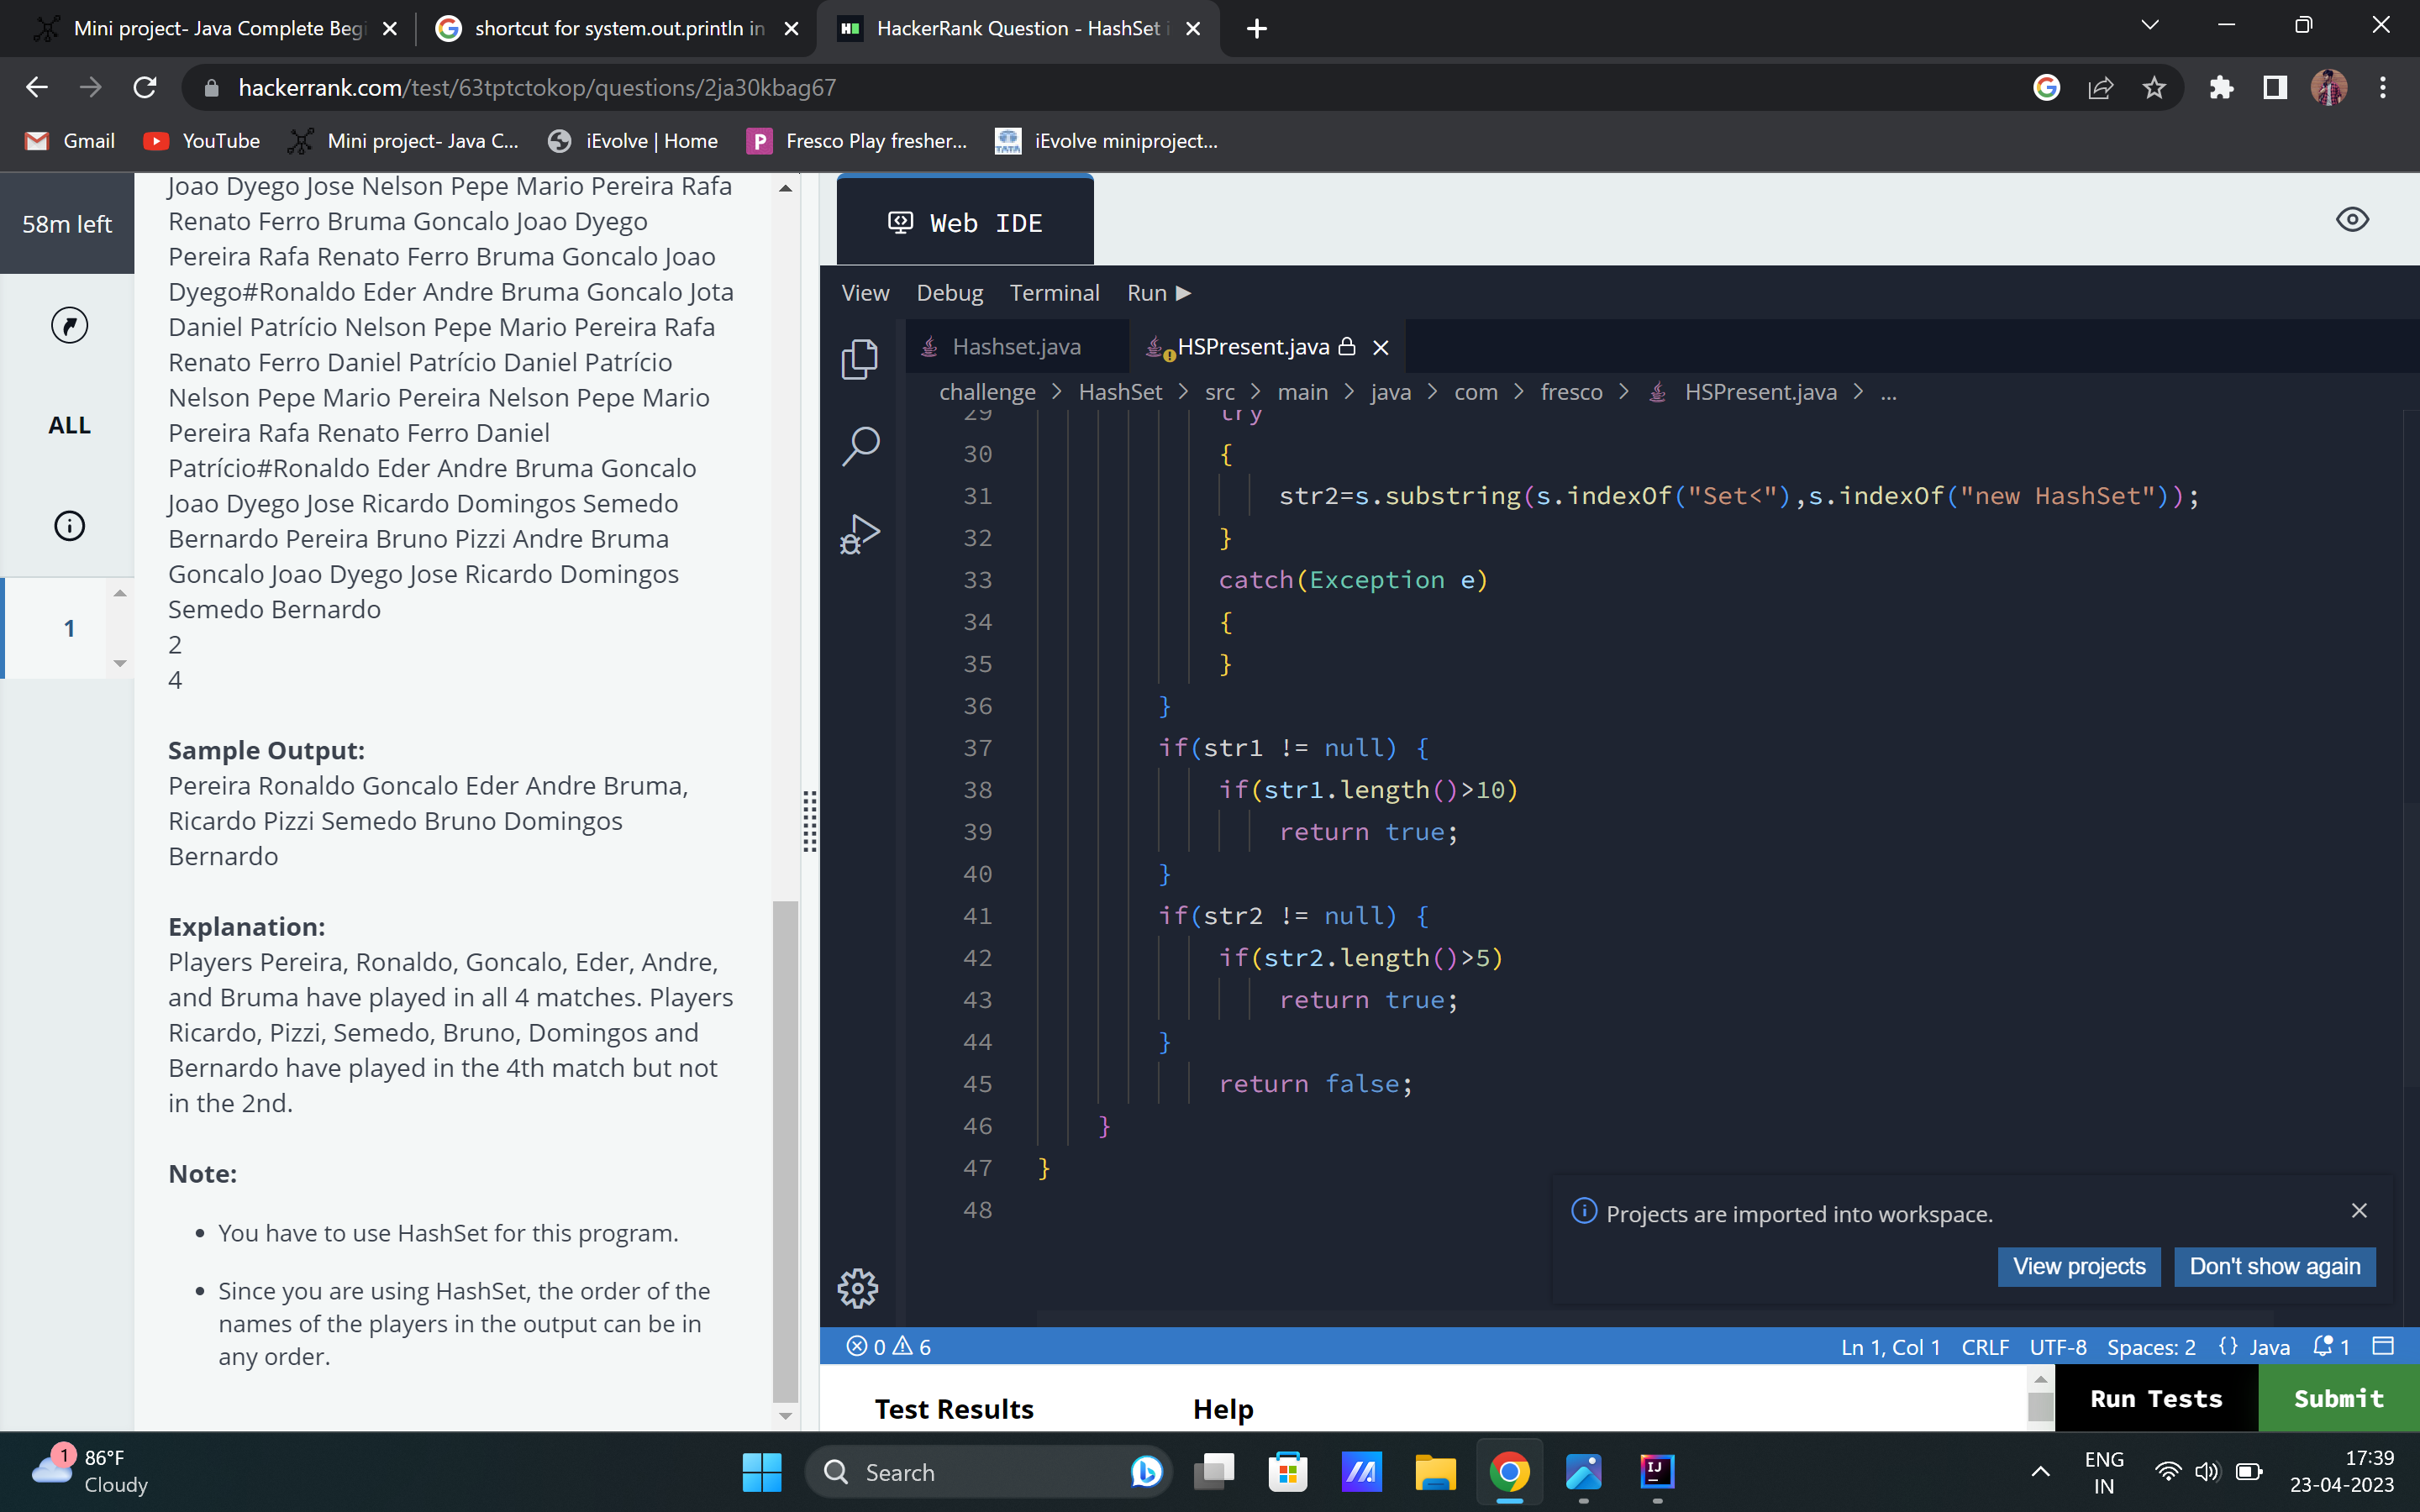 Mini project- Java Complete Begi
shortcut for system.out.println in
HackerRank Question - HashSet i
hackerrank.com/test/63tptctokop/questions/2ja30kbag67
Gmail
YouTube
Mini project- Java C...
iEvolve | Home
Fresco Play fresher...
iEvolve miniproject...
58m left
ALL
1
Joao Dyego Jose Nelson Pepe Mario Pereira Rafa
Renato Ferro Bruma Goncalo Joao Dyego
Pereira Rafa Renato Ferro Bruma Goncalo Joao
Dyego#Ronaldo Eder Andre Bruma Goncalo Jota
Daniel Patrício Nelson Pepe Mario Pereira Rafa
Renato Ferro Daniel Patrício Daniel Patrício
Nelson Pepe Mario Pereira Nelson Pepe Mario
Pereira Rafa Renato Ferro Daniel
Patrício#Ronaldo Eder Andre Bruma Goncalo
Joao Dyego Jose Ricardo Domingos Semedo
Bernardo Pereira Bruno Pizzi Andre Bruma
Goncalo Joao Dyego Jose Ricardo Domingos
Semedo Bernardo
2
4
Sample Output:
Pereira Ronaldo Goncalo Eder Andre Bruma,
Ricardo Pizzi Semedo Bruno Domingos
Bernardo
Explanation:
Players Pereira, Ronaldo, Goncalo, Eder, Andre,
and Bruma have played in all 4 matches. Players
Ricardo, Pizzi, Semedo, Bruno, Domingos and
Bernardo have played in the 4th match but not
in the 2nd.
Note:
• You have to use HashSet for this program.
• Since you are using HashSet, the order of the
names of the players in the output can be in
any order.
Web IDE
View Debug Terminal Run
Hashset.java
HSPresent.java
challenge > HashSet > src > main > java > com > fresco > HSPresent.java > ...
29 try
30 {
31 str2=s.substring(s.indexOf("Set<"),s.indexOf("new HashSet"));
32 }
33 catch(Exception e)
34 {
35 }
36 }
37 if(str1 != null) {
38 if(str1.length()>10)
39 return true;
40 }
41 if(str2 != null) {
42 if(str2.length()>5)
43 return true;
44 }
45 return false;
46 }
47 }
48
Projects are imported into workspace.
View projects
Don't show again
0 6
Ln 1, Col 1 CRLF UTF-8 Spaces: 2 {} Java 1
Test Results
Help
Run Tests
Submit
1
86°F
Cloudy
Search
ENG
IN
17:39
23-04-2023